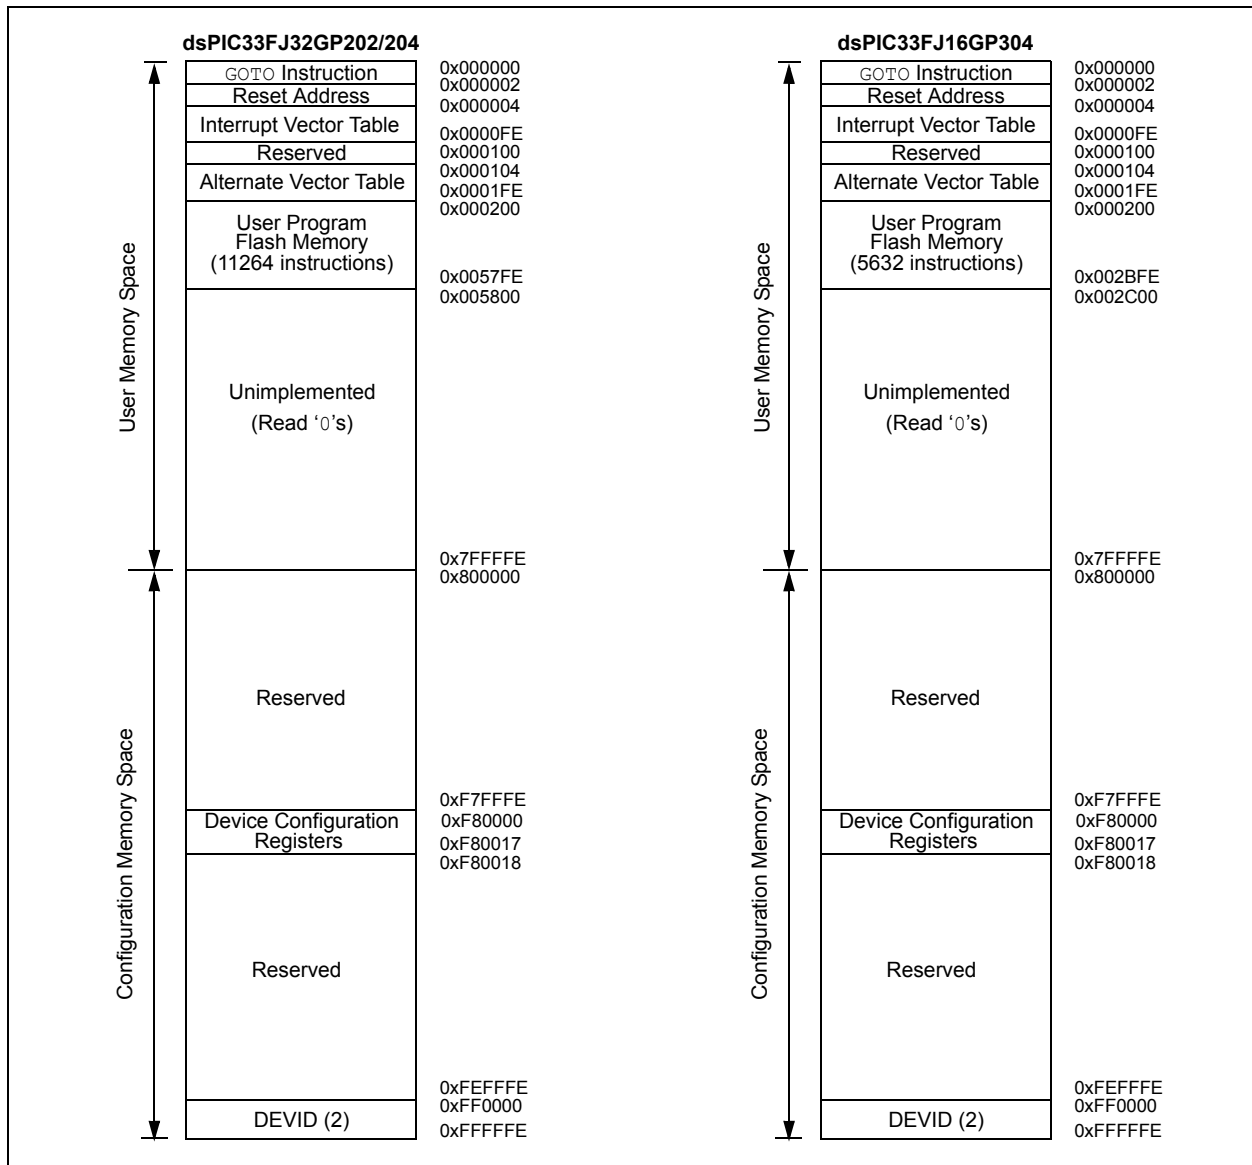 dsPIC33FJ32GP202/204
GOTO Instruction
0x000000
0x000002
Reset Address
0x000004
Interrupt Vector Table
0x0000FE
Reserved
0x000100
0x000104
Alternate Vector Table
0x0001FE
0x000200
User Program
Flash Memory
(11264 instructions)
0x0057FE
0x005800
Unimplemented
(Read ‘0’s)
0x7FFFFE
0x800000
Reserved
0xF7FFFE
Device Configuration
Registers
0xF80000
0xF80017
0xF80018
Reserved
0xFEFFFE
0xFF0000
DEVID (2)
0xFFFFFE
User Memory Space
Configuration Memory Space
dsPIC33FJ16GP304
GOTO Instruction
0x000000
0x000002
Reset Address
0x000004
Interrupt Vector Table
0x0000FE
Reserved
0x000100
0x000104
Alternate Vector Table
0x0001FE
0x000200
User Program
Flash Memory
(5632 instructions)
0x002BFE
0x002C00
Unimplemented
(Read ‘0’s)
0x7FFFFE
0x800000
Reserved
0xF7FFFE
Device Configuration
Registers
0xF80000
0xF80017
0xF80018
Reserved
0xFEFFFE
0xFF0000
DEVID (2)
0xFFFFFE
User Memory Space
Configuration Memory Space